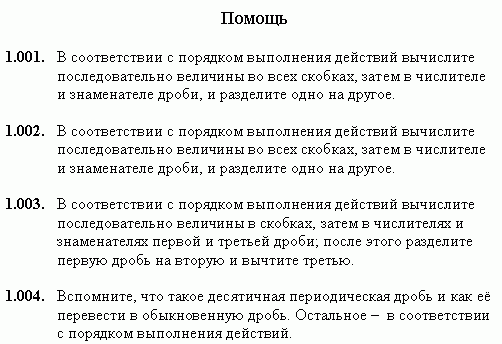 Помощь
1.001. В соответствии с порядком выполнения действий вычислите
последовательно величины во всех скобках, затем в числителе
и знаменателе дроби, и разделите одно на другое.
1.002. В соответствии с порядком выполнения действий вычислите
последовательно величины во всех скобках, затем в числителе
и знаменателе дроби, и разделите одно на другое.
1.003. В соответствии с порядком выполнения действий вычислите
последовательно величины в скобках, затем в числителях и
знаменателях первой и третьей дроби; после этого разделите
первую дробь на вторую и вычтите третью.
1.004. Вспомните, что такое десятичная периодическая дробь и как её
перевести в обыкновенную дробь. Остальное – в соответствии
с порядком выполнения действий.